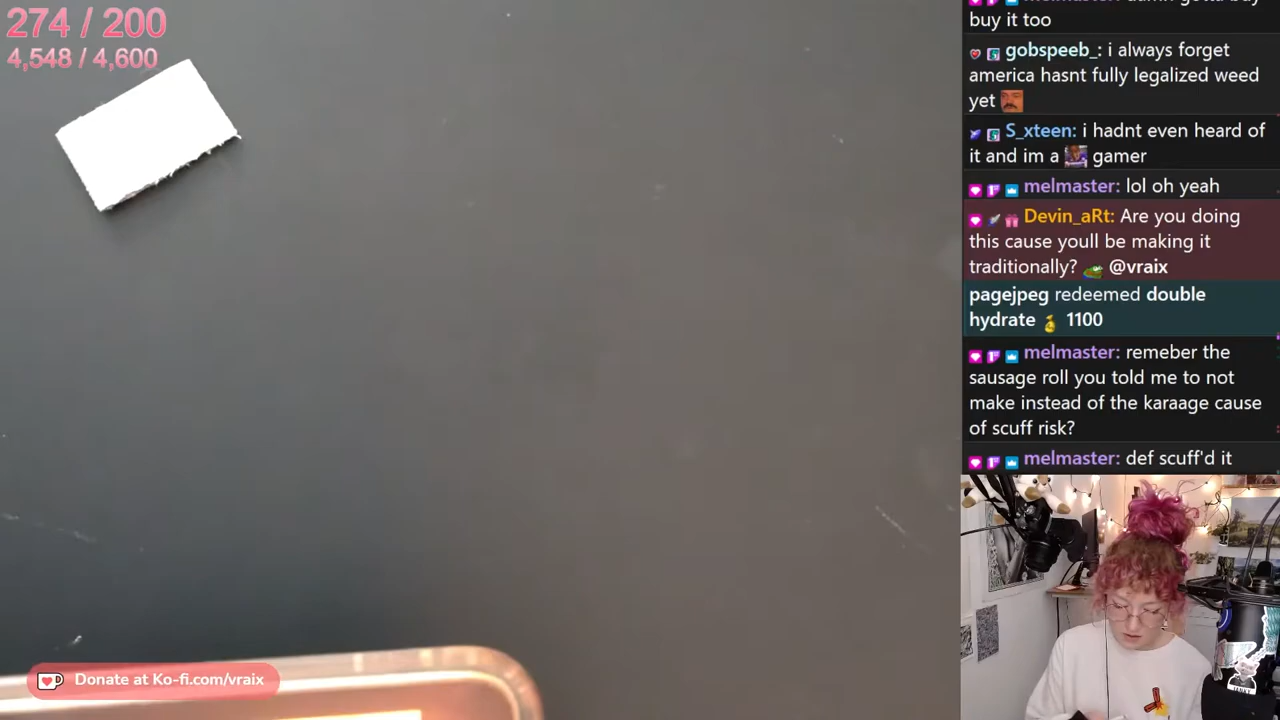 274 / 200
4,548 / 4,600
buy it too
gobspeeb_: i always forget
america hasnt fully legalized weed
yet
S_xteen: i hadnt even heard of
it and im a gamer
melmaster: lol oh yeah
Devin_aRt: Are you doing
this cause youll be making it
traditionally? @vraix
pagejpeg redeemed double
hydrate 1100
melmaster: remeber the
sausage roll you told me to not
make instead of the karaage cause
of scuff risk?
melmaster: def scuff'd it
Donate at Ko-fi.com/vraix